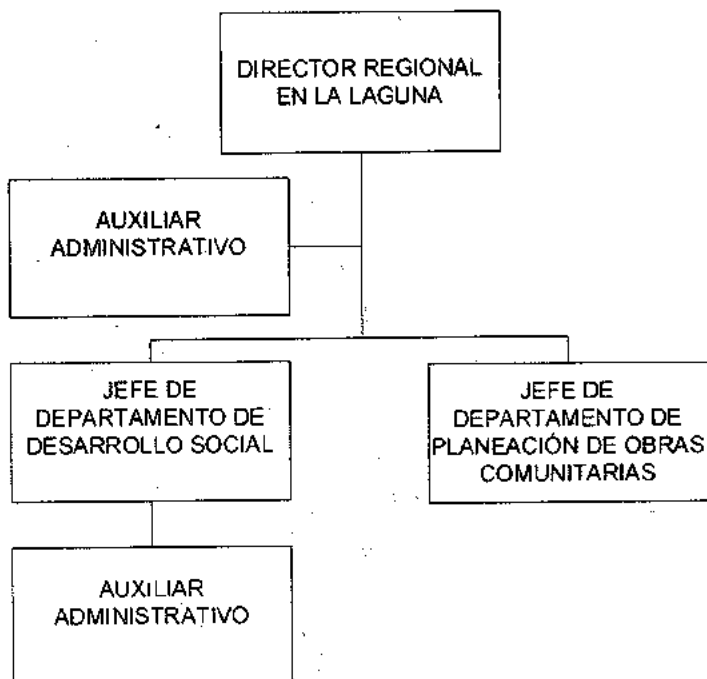 DIRECTOR REGIONAL
EN LA LAGUNA
AUXILIAR
ADMINISTRATIVO
JEFE DE
DEPARTAMENTO DE
DESARROLLO SOCIAL
JEFE DE
DEPARTAMENTO DE
PLANEACIÓN DE OBRAS
COMUNITARIAS
AUXILIAR
ADMINISTRATIVO